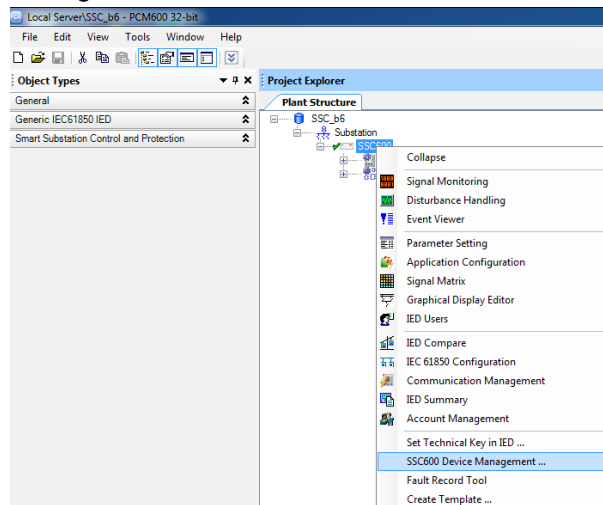 Local Server\SSC_b6 - PCM600 32-bit
File Edit View Tools Window Help
Object Types
General
Generic IEC61850 IED
Smart Substation Control and Protection
Project Explorer
Plant Structure
SSC_b6
Substation
SSC600
Collapse
Signal Monitoring
Disturbance Handling
Event Viewer
Parameter Setting
Application Configuration
Signal Matrix
Graphical Display Editor
IED Users
IED Compare
IEC 61850 Configuration
Communication Management
IED Summary
Account Management
Set Technical Key in IED ...
SSC600 Device Management ...
Fault Record Tool
Create Template ...